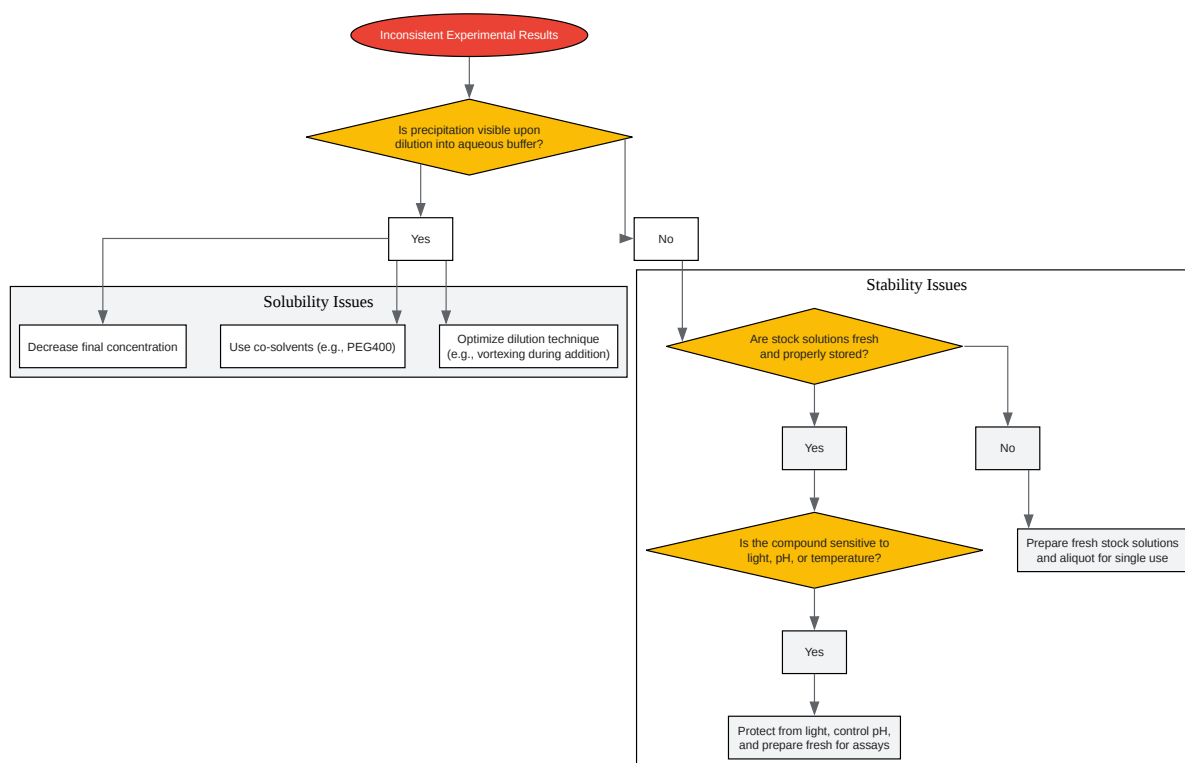 Inconsistent Experimental Results
Is precipitation visible upon
dilution into aqueous buffer?
Yes
No
Solubility Issues
Decrease final concentration
Use co-solvents (e.g., PEG400)
Optimize dilution technique
(e.g., vortexing during addition)
Stability Issues
Are stock solutions fresh
and properly stored?
Yes
No
Is the compound sensitive to
light, pH, or temperature?
Prepare fresh stock solutions
and aliquot for single use
Yes
Protect from light, control pH,
and prepare fresh for assays